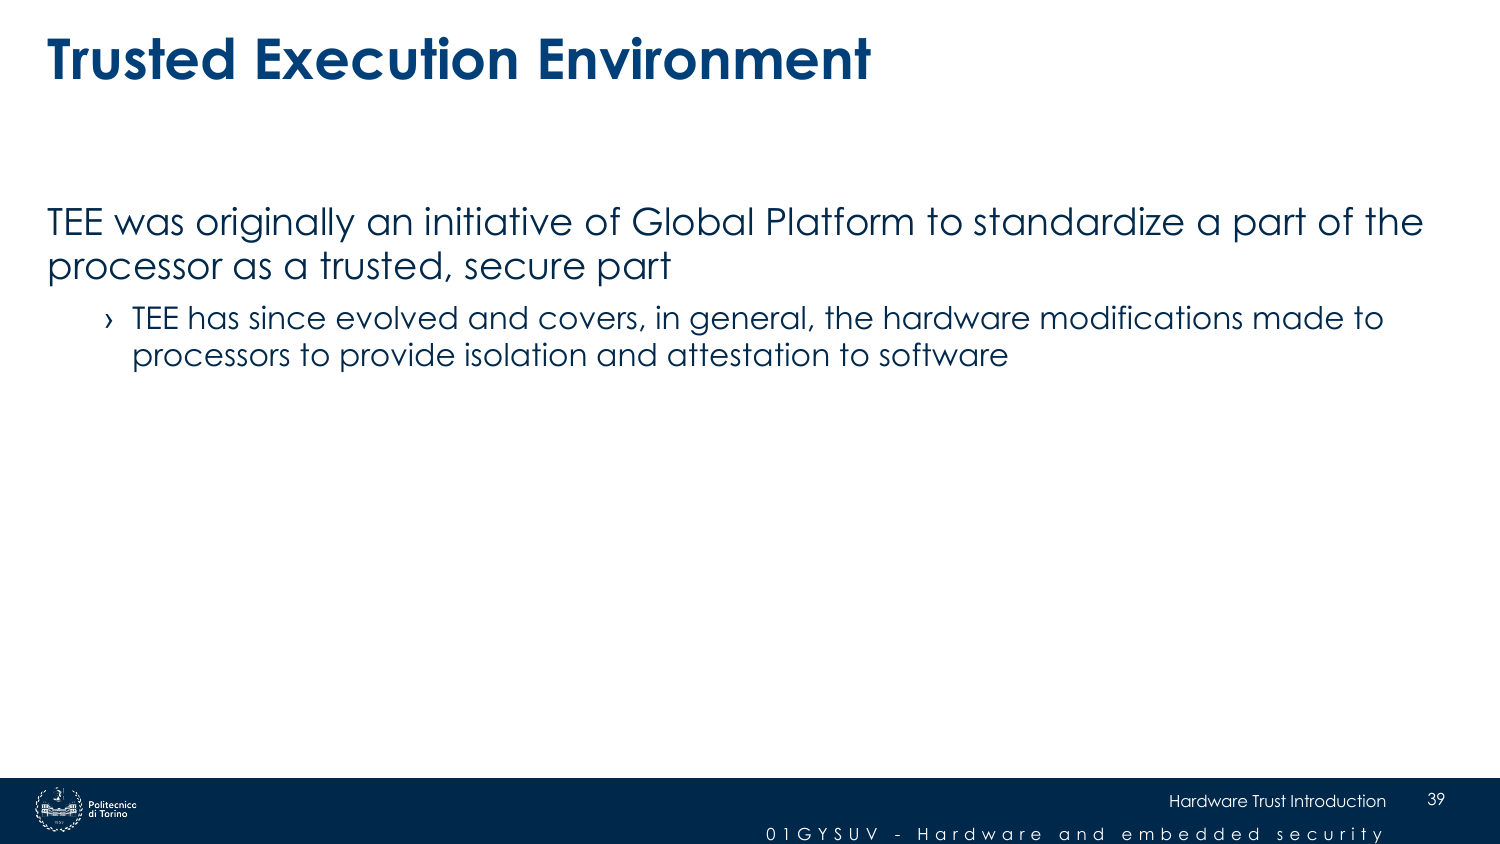 Trusted Execution Environment
TEE was originally an initiative of Global Platform to standardize a part of the
processor as a trusted, secure part
› TEE has since evolved and covers, in general, the hardware modifications made to
processors to provide isolation and attestation to software
Politecnico
di Torino
Hardware Trust Introduction
39
01GYSUV - Hardware and embedded security